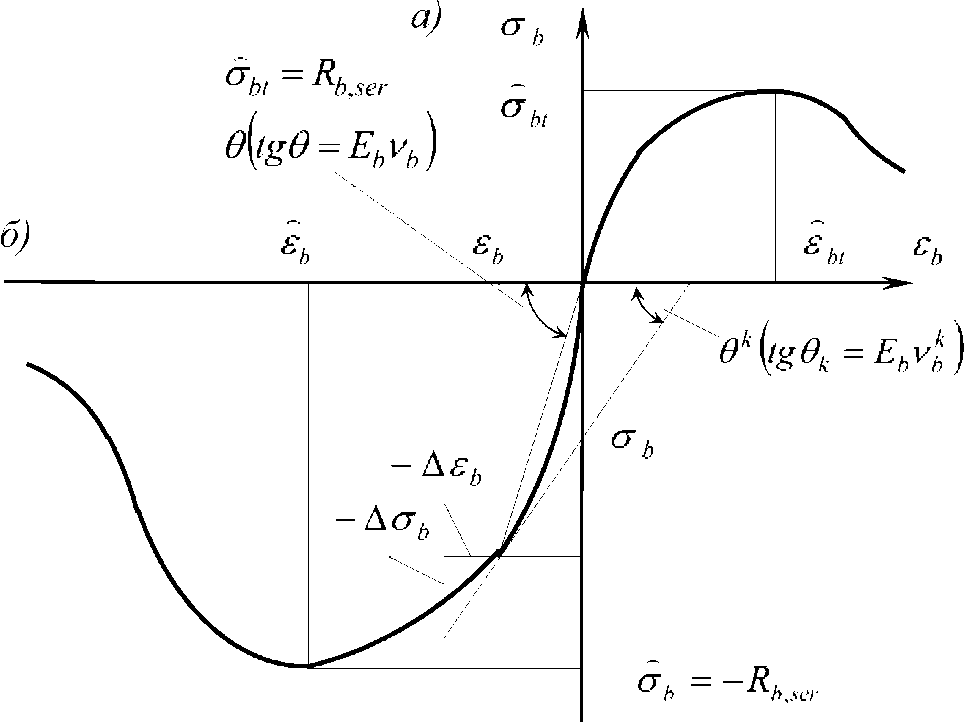 а) σ_b
σ̂_bt = R_b,ser
σ̂_bt
θ(tgθ = E_b ν_b)
б) ε̂_b ε_b ε̂_bt ε_b
θ^k(tgθ_k = E_b ν_b^k)
σ_b
− Δε_b
− Δσ_b
σ̂_b = −R_b,ser